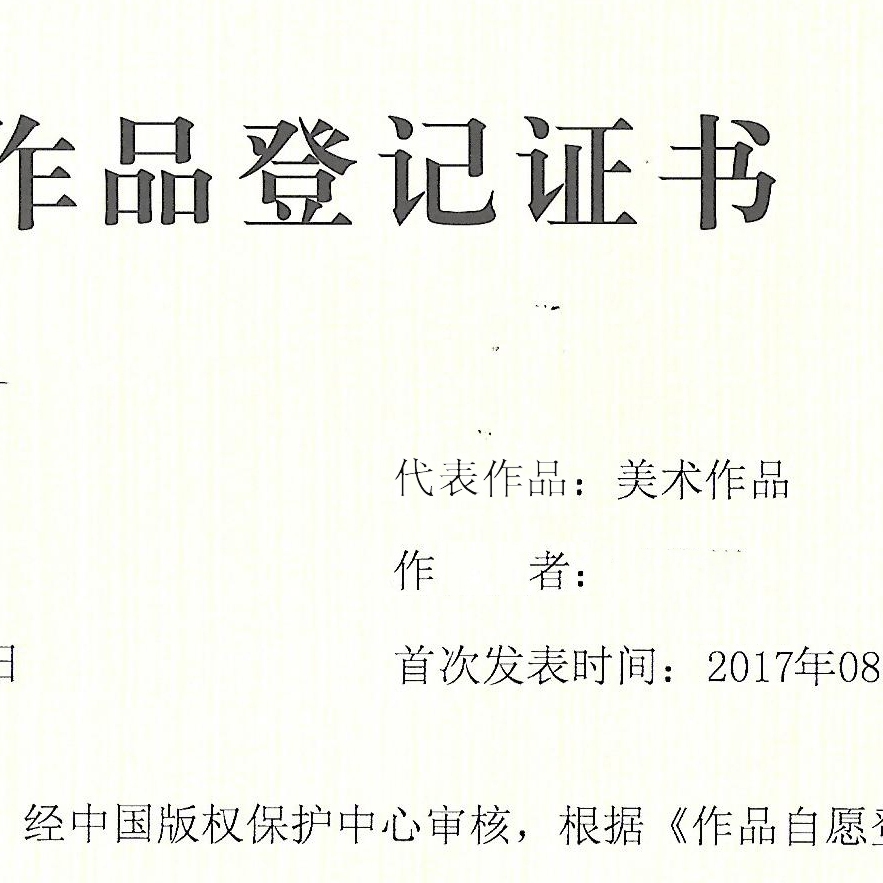 作品登记证书
代表作品：美术作品
作　　者：
日
首次发表时间：2017年08
经中国版权保护中心审核，根据《作品自愿登